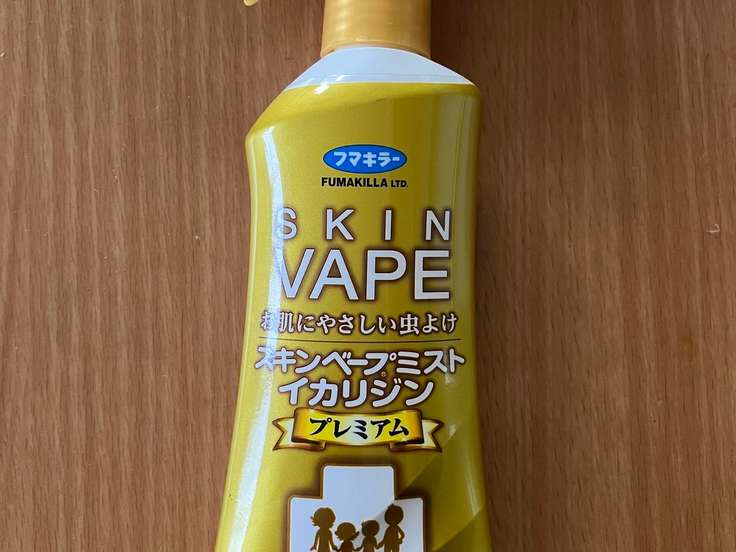 フマキラー
FUMAKILLA LTD.
SKIN
VAPE
お肌にやさしい虫よけ
スキンベープミスト
イカリジン
プレミアム